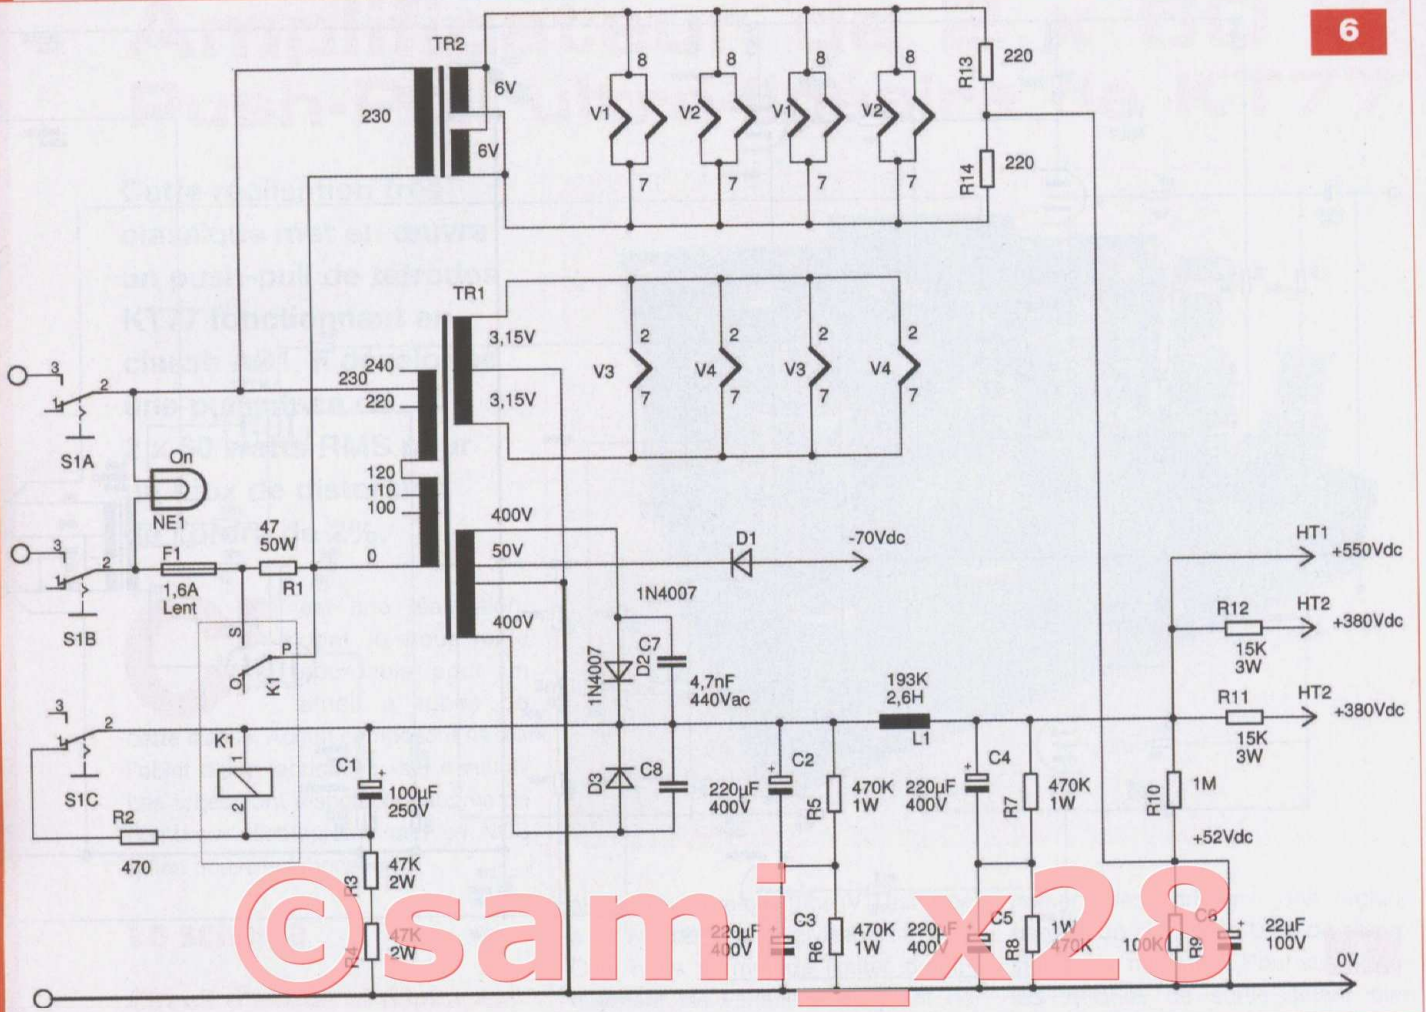 6
TR2
6V
230
6V
8
8
8
8
V1
V2
V1
V2
7
7
7
7
R13
220
R14
220
TR1
3,15V
3,15V
240
230
220
120
110
100
0
2
2
2
2
V3
V4
V3
V4
7
7
7
7
3
2
S1A
On
NE1
3
2
S1B
F1
1,6A
Lent
47
50W
R1
S
P
O
K1
400V
50V
400V
D1
-70Vdc
1N4007
1N4007
D2
C7
4,7nF
440Vac
D3
C8
193K
2,6H
L1
HT1
+550Vdc
R12
15K
3W
HT2
+380Vdc
R11
15K
3W
HT2
+380Vdc
3
2
S1C
K1
R2
470
C1
+
100µF
250V
R3
47K
2W
R4
47K
2W
C2
+
220µF
400V
R5
470K
1W
C3
+
220µF
400V
R6
470K
1W
C4
+
220µF
400V
R7
470K
1W
C5
+
220µF
400V
R8
1W
470K
R10
1M
+52Vdc
100K
R9
C6
+
22µF
100V
0V
©sami_x28